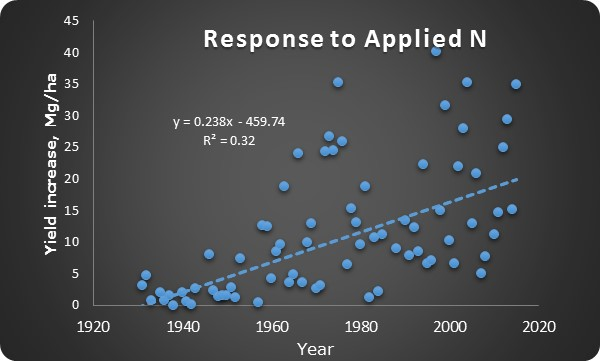 Response to Applied N
45
40
35
30
25
20
15
10
5
0
Yield increase, Mg/ha
y = 0.238x - 459.74
R² = 0.32
1920 1940 1960 1980 2000 2020
Year